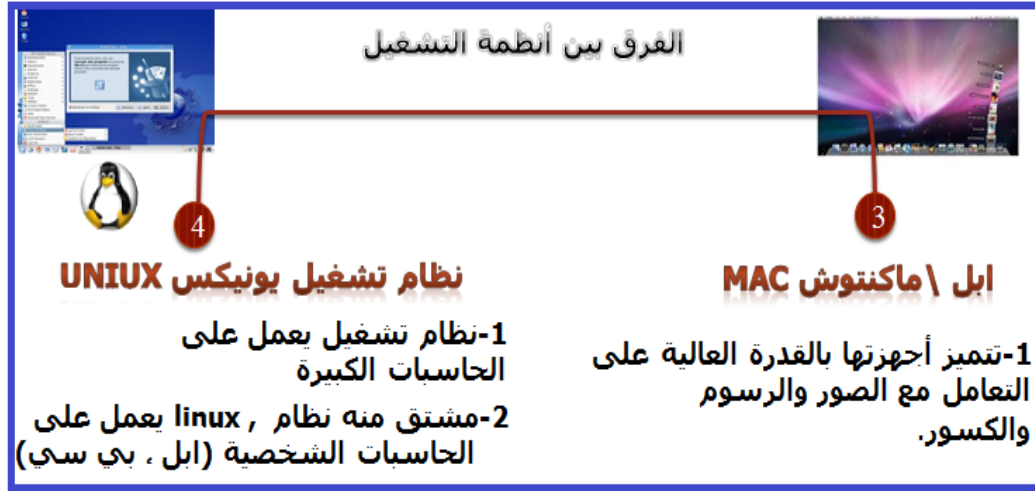 الفرق بين أنظمة التشغيل
3
ابل \ماكنتوش MAC
1-تتميز أجهزتها بالقدرة العالية على
التعامل مع الصور والرسوم
والكسور.
4
نظام تشغيل يونيكس UNIUX
1-نظام تشغيل يعمل على
الحاسبات الكبيرة
2-مشتق منه نظام , linux يعمل على
الحاسبات الشخصية (ابل ، بي سي)